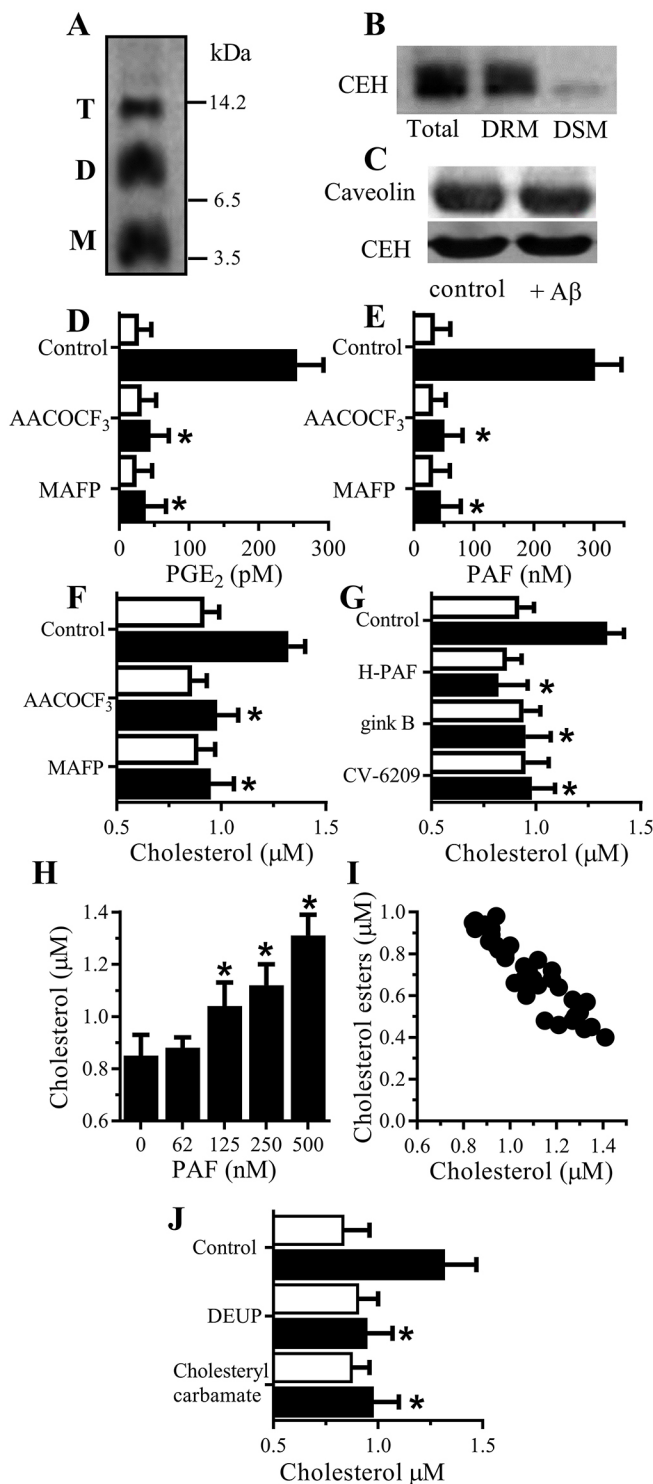 A
kDa
T
14.2
D
6.5
M
3.5
B
CEH
Total DRM DSM
C
Caveolin
CEH
control + Aβ
D
Control
AACOCF3
*
MAFP
*
0 100 200 300
PGE2 (pM)
E
Control
AACOCF3
*
MAFP
*
0 100 200 300
PAF (nM)
F
Control
AACOCF3
*
MAFP
*
0.5 1.0 1.5
Cholesterol (μM)
G
Control
H-PAF
*
gink B
*
CV-6209
*
0.5 1.0 1.5
Cholesterol (μM)
H
Cholesterol (μM)
1.4
1.2
1.0
0.8
0.6
* * *
0 62 125 250 500
PAF (nM)
I
Cholesterol esters (μM)
1.0
0.8
0.6
0.4
0.2
0.0
0.6 0.8 1.0 1.2 1.4
Cholesterol (μM)
J
Control
DEUP
*
Cholesteryl
carbamate
*
0.5 1.0 1.5
Cholesterol μM